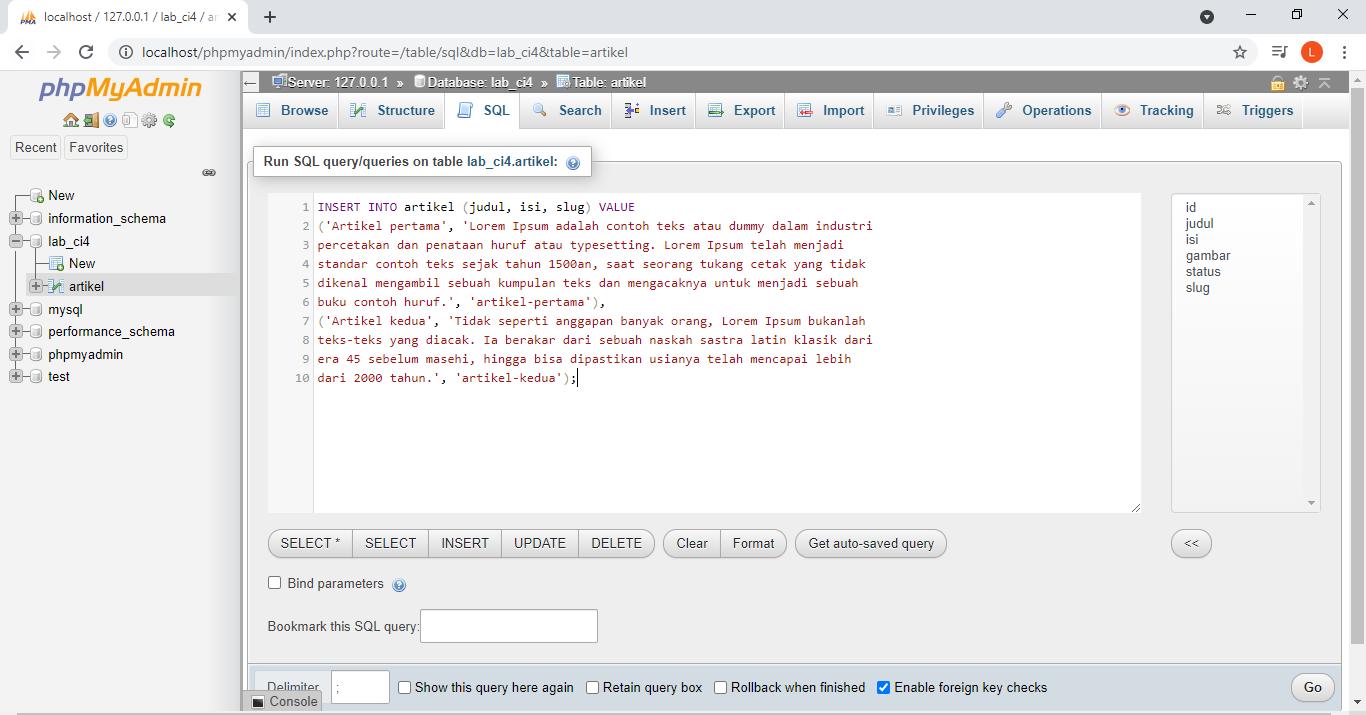 localhost / 127.0.0.1 / lab_ci4 / ar
localhost/phpmyadmin/index.php?route=/table/sql&db=lab_ci4&table=artikel
L
phpMyAdmin
Recent
Favorites
New
information_schema
lab_ci4
New
artikel
mysql
performance_schema
phpmyadmin
test
Server: 127.0.0.1 » Database: lab_ci4 » Table: artikel
Browse
Structure
SQL
Search
Insert
Export
Import
Privileges
Operations
Tracking
Triggers
Run SQL query/queries on table lab_ci4.artikel:
1 INSERT INTO artikel (judul, isi, slug) VALUE
2 ('Artikel pertama', 'Lorem Ipsum adalah contoh teks atau dummy dalam industri
3 percetakan dan penataan huruf atau typesetting. Lorem Ipsum telah menjadi
4 standar contoh teks sejak tahun 1500an, saat seorang tukang cetak yang tidak
5 dikenal mengambil sebuah kumpulan teks dan mengacaknya untuk menjadi sebuah
6 buku contoh huruf.', 'artikel-pertama'),
7 ('Artikel kedua', 'Tidak seperti anggapan banyak orang, Lorem Ipsum bukanlah
8 teks-teks yang diacak. Ia berakar dari sebuah naskah sastra latin klasik dari
9 era 45 sebelum masehi, hingga bisa dipastikan usianya telah mencapai lebih
10 dari 2000 tahun.', 'artikel-kedua');
id
judul
isi
gambar
status
slug
SELECT *
SELECT
INSERT
UPDATE
DELETE
Clear
Format
Get auto-saved query
<<
Bind parameters
Bookmark this SQL query:
Delimiter
;
Show this query here again
Retain query box
Rollback when finished
Enable foreign key checks
Go
Console